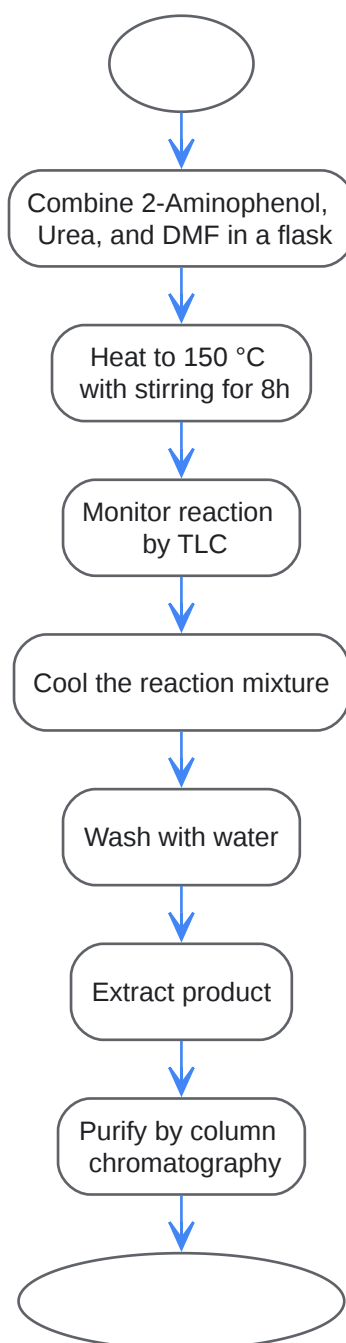 Combine 2-Aminophenol,
Urea, and DMF in a flask
Heat to 150 °C
with stirring for 8h
Monitor reaction
by TLC
Cool the reaction mixture
Wash with water
Extract product
Purify by column
chromatography